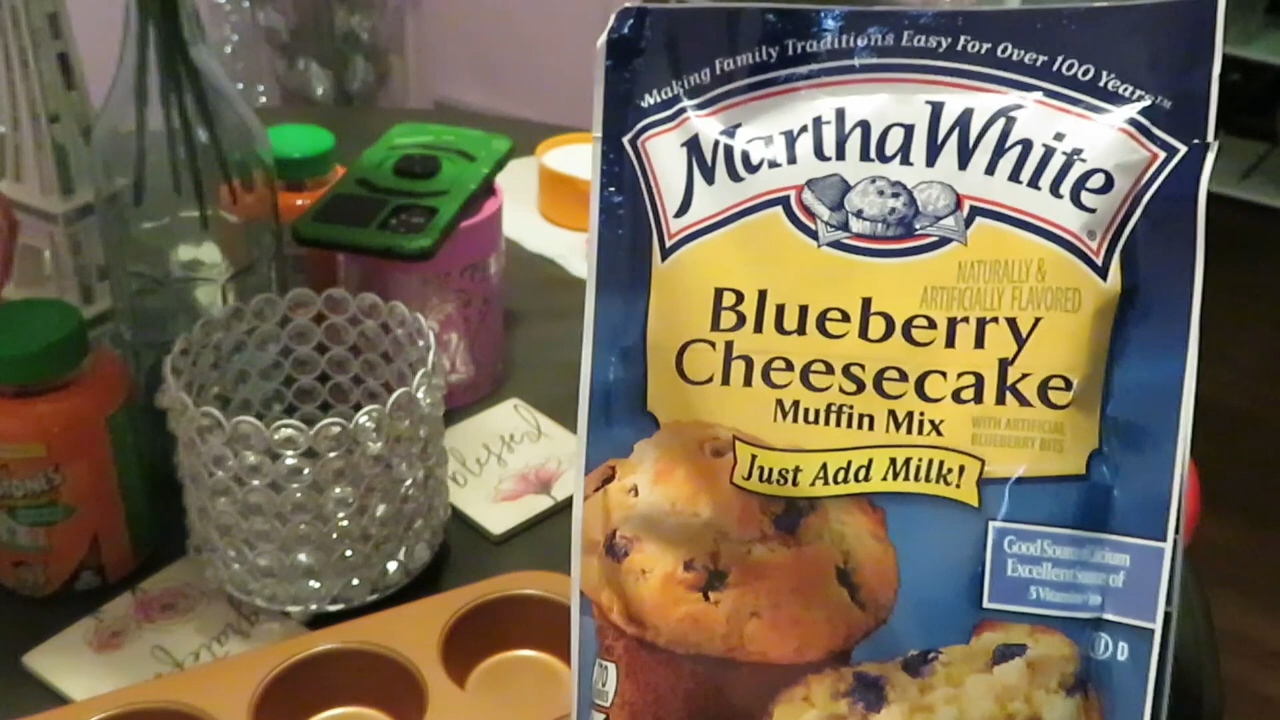 Making Family Traditions Easy For Over 100 Years™
Martha White®
NATURALLY &
ARTIFICIALLY FLAVORED
Blueberry
Cheesecake
Muffin Mix
WITH ARTIFICIAL
BLUEBERRY BITS
Just Add Milk!
Good Source Calcium
Excellent Source of
5 Vitamins
U D
blessed